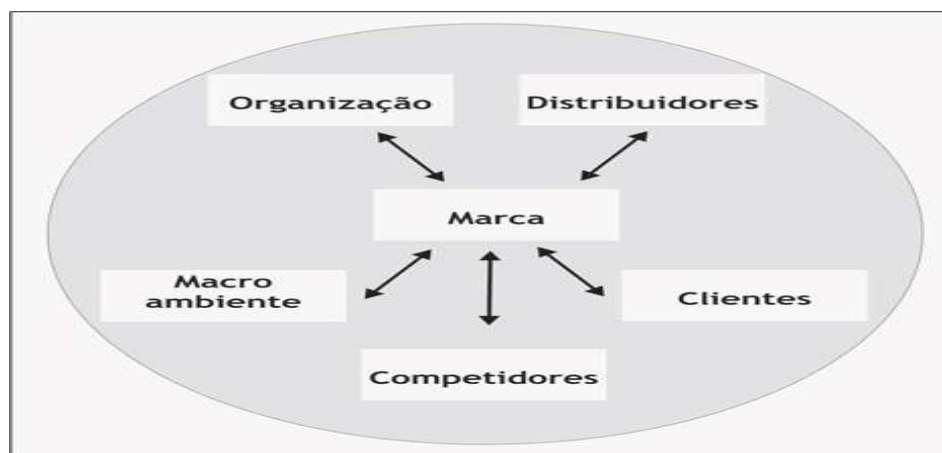 Organização
Distribuidores
Marca
Macro
ambiente
Clientes
Competidores